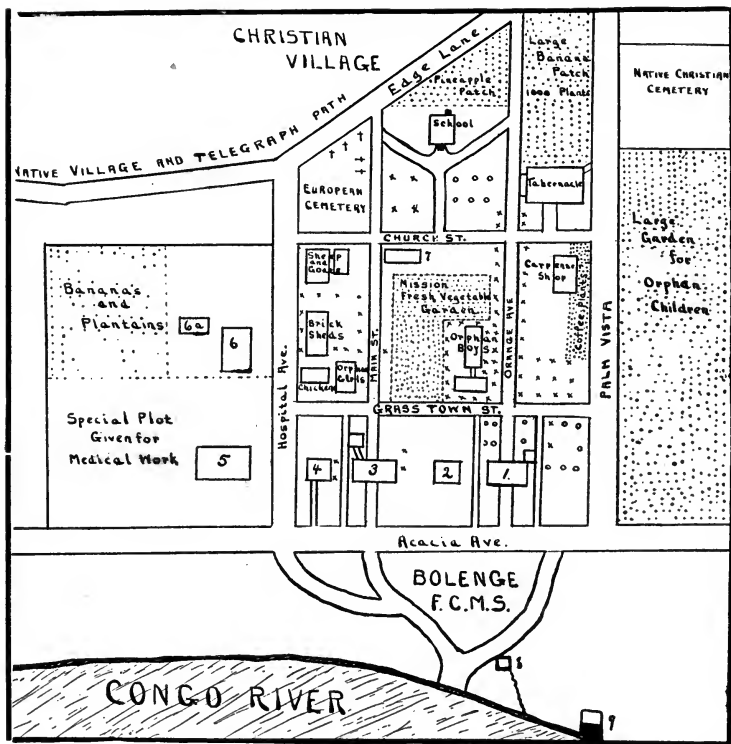 CHRISTIAN
VILLAGE
Edge Lane.
Pineapple
Patch
Large
Banana
Patch
1000 Plants
NATIVE CHRISTIAN
CEMETERY
NATIVE VILLAGE AND TELEGRAPH PATH
School
EUROPEAN
CEMETERY
Tabernacle
CHURCH ST.
Large
Garden
for
Orphan
Children
Banana's
and
Plantains
6a
6
Sheep
and
Goats
7
Mission
Fresh Vegetable
Garden
Carpenter
Shop
Coffee Plants
Brick
Sheds
Orphan
Boys
Chicken
Orphan
Girls
Hospital Ave.
MAIN ST.
ORANGE AVE
PALM VISTA
GRASS TOWN ST.
Special Plot
Given for
Medical Work
5
4
3
2
1.
Acacia Ave.
BOLENGE
F.C.M.S.
8
CONGO RIVER
9